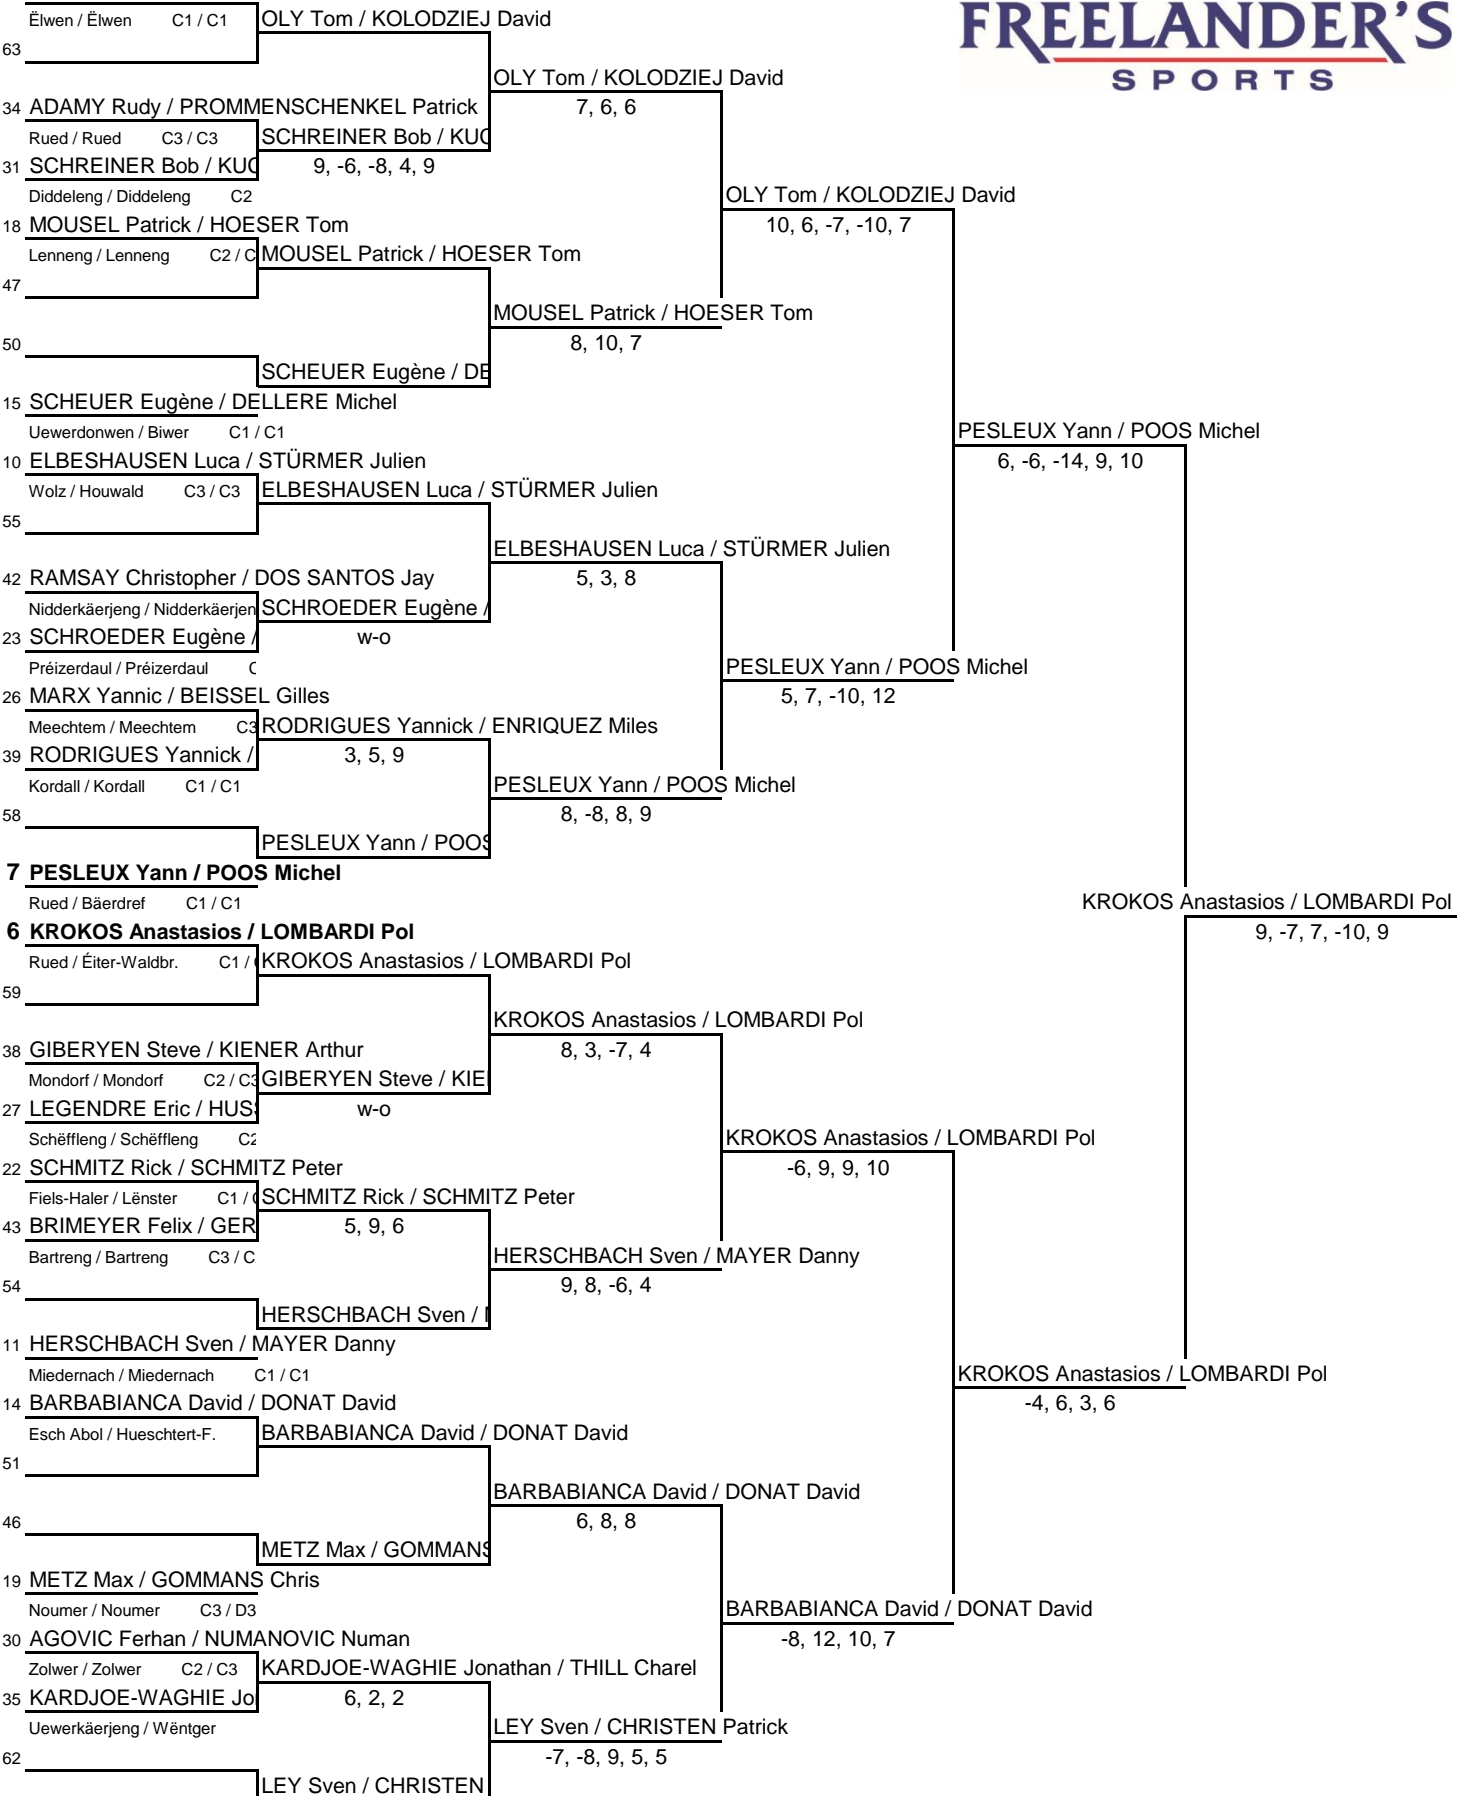 FREELANDER'S
SPORTS
Ëlwen / Ëlwen C1 / C1 OLY Tom / KOLODZIEJ David
63
OLY Tom / KOLODZIEJ David
34 ADAMY Rudy / PROMMENSCHENKEL Patrick 7, 6, 6
Rued / Rued C3 / C3 SCHREINER Bob /
31 SCHREINER Bob / 9, -6, -8, 4, 9
Diddeleng / Diddeleng C2 OLY Tom / KOLODZIEJ David
18 MOUSEL Patrick / HOESER Tom 10, 6, -7, -10, 7
Lenneng / Lenneng C2 / MOUSEL Patrick / HOESER Tom
47
MOUSEL Patrick / HOESER Tom
50 8, 10, 7
SCHEUER Eugène /
15 SCHEUER Eugène / DELLERE Michel
Uewerdonwen / Biwer C1 / C1 PESLEUX Yann / POOS Michel
10 ELBESHAUSEN Luca / STÜRMER Julien 6, -6, -14, 9, 10
Wolz / Houwald C3 / C3 ELBESHAUSEN Luca / STÜRMER Julien
55
ELBESHAUSEN Luca / STÜRMER Julien
42 RAMSAY Christopher / DOS SANTOS Jay 5, 3, 8
Nidderkäerjeng / Nidderkäerjen SCHROEDER Eugène /
23 SCHROEDER Eugène / w-o
Préizerdaul / Préizerdaul PESLEUX Yann / POOS Michel
26 MARX Yannic / BEISSEL Gilles 5, 7, -10, 12
Meechtem / Meechtem C3 RODRIGUES Yannick / ENRIQUEZ Miles
39 RODRIGUES Yannick / 3, 5, 9
Kordall / Kordall C1 / C1 PESLEUX Yann / POOS Michel
58 8, -8, 8, 9
PESLEUX Yann / POOS
7 PESLEUX Yann / POOS Michel
Rued / Bäerdref C1 / C1 KROKOS Anastasios / LOMBARDI Pol
6 KROKOS Anastasios / LOMBARDI Pol 9, -7, 7, -10, 9
Rued / Éiter-Waldbr. C1 / KROKOS Anastasios / LOMBARDI Pol
59
KROKOS Anastasios / LOMBARDI Pol
38 GIBERYEN Steve / KIENER Arthur 8, 3, -7, 4
Mondorf / Mondorf C2 / C3 GIBERYEN Steve / KIE
27 LEGENDRE Eric / HUS w-o
Schëffleng / Schëffleng C2 KROKOS Anastasios / LOMBARDI Pol
22 SCHMITZ Rick / SCHMITZ Peter -6, 9, 9, 10
Fiels-Haler / Lënster C1 / SCHMITZ Rick / SCHMITZ Peter
43 BRIMEYER Felix / GER 5, 9, 6
Bartreng / Bartreng C3 / C HERSCHBACH Sven / MAYER Danny
54 9, 8, -6, 4
HERSCHBACH Sven /
11 HERSCHBACH Sven / MAYER Danny
Miedernach / Miedernach C1 / C1 KROKOS Anastasios / LOMBARDI Pol
14 BARBABIANCA David / DONAT David -4, 6, 3, 6
Esch Abol / Hueschtert-F. BARBABIANCA David / DONAT David
51
BARBABIANCA David / DONAT David
46 6, 8, 8
METZ Max / GOMMANS
19 METZ Max / GOMMANS Chris
Noumer / Noumer C3 / D3 BARBABIANCA David / DONAT David
30 AGOVIC Ferhan / NUMANOVIC Numan -8, 12, 10, 7
Zolwer / Zolwer C2 / C3 KARDJOE-WAGHIE Jonathan / THILL Charel
35 KARDJOE-WAGHIE Jo 6, 2, 2
Uewerkäerjeng / Wëntger LEY Sven / CHRISTEN Patrick
62 -7, -8, 9, 5, 5
LEY Sven / CHRISTEN